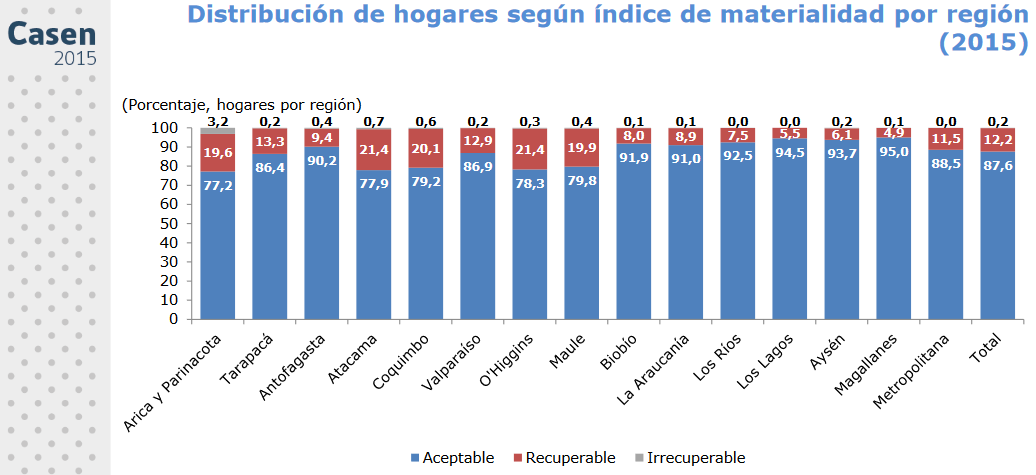 Casen
2015
Distribución de hogares según índice de materialidad por región
(2015)
(Porcentaje, hogares por región)
3,2 0,2 0,4 0,7 0,6 0,2 0,3 0,4 0,1 0,1 0,0 0,0 0,2 0,1 0,0 0,2
100
90
80
70
60
50
40
30
20
10
0
19,6 13,3 9,4 21,4 20,1 12,9 21,4 19,9 8,0 8,9 7,5 5,5 6,1 4,9 11,5 12,2
77,2 86,4 90,2 77,9 79,2 86,9 78,3 79,8 91,9 91,0 92,5 94,5 93,7 95,0 88,5 87,6
Arica y Parinacota
Tarapacá
Antofagasta
Atacama
Coquimbo
Valparaíso
O'Higgins
Maule
Biobío
La Araucanía
Los Ríos
Los Lagos
Aysén
Magallanes
Metropolitana
Total
Aceptable Recuperable Irrecuperable